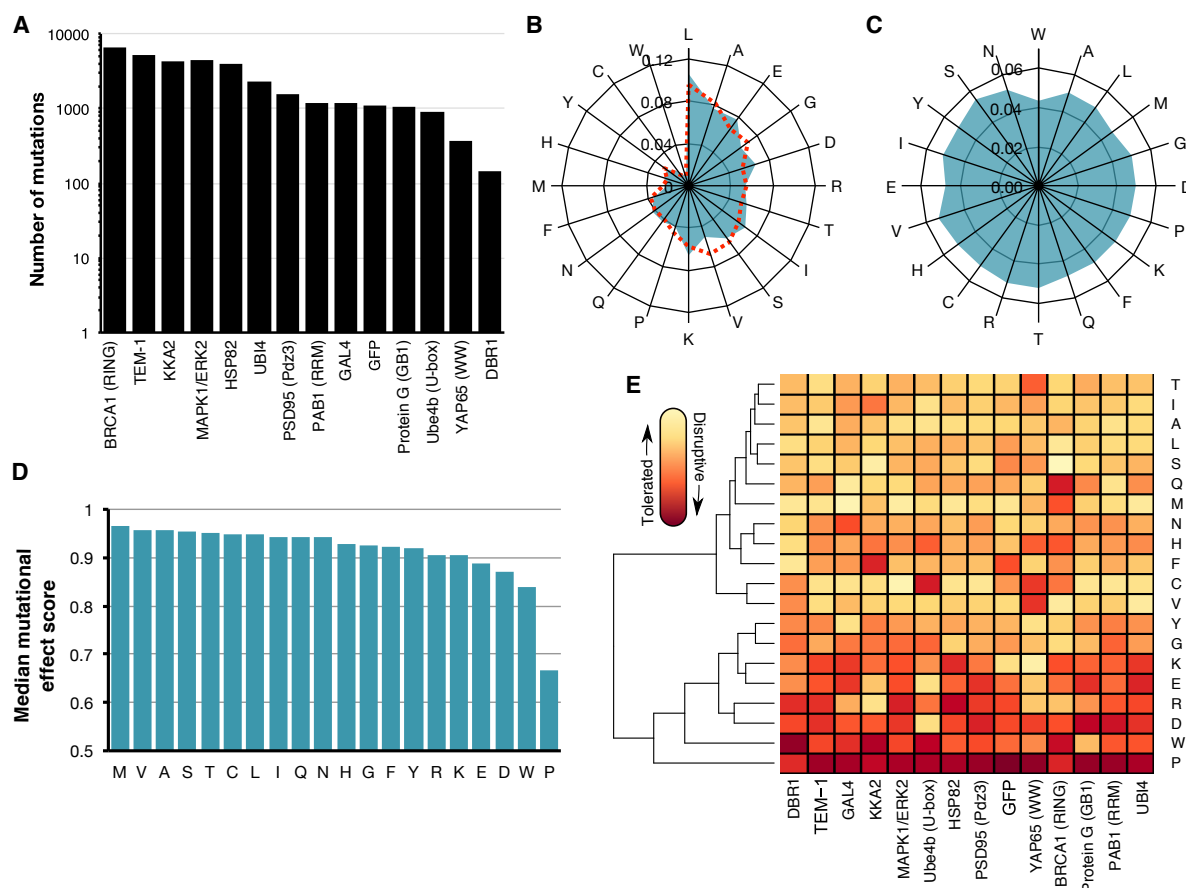 A
10000
1000
100
10
1
Number of mutations
BRCA1 (RING)
TEM-1
KKA2
MAPK1/ERK2
HSP82
UBI4
PSD95 (Pdz3)
PAB1 (RRM)
GAL4
GFP
Protein G (GB1)
Ube4b (U-box)
YAP65 (WW)
DBR1
B
0.12
0.08
0.04
0
L
A
E
G
D
R
T
I
S
V
K
P
Q
N
F
M
H
Y
C
W
C
0.06
0.04
0.02
0.00
W
A
L
M
G
D
P
K
F
Q
T
R
C
H
V
E
I
Y
S
N
D
1
0.9
0.8
0.7
0.6
0.5
Median mutational
effect score
M V A S T C L I Q N H G F Y R K E D W P
E
Tolerated
Disruptive
T
I
A
L
S
Q
M
N
H
F
C
V
Y
G
K
E
R
D
W
P
DBR1
TEM−1
GAL4
KKA2
MAPK1/ERK2
Ube4b (U-box)
HSP82
PSD95 (Pdz3)
GFP
YAP65 (WW)
BRCA1 (RING)
Protein G (GB1)
PAB1 (RRM)
UBI4